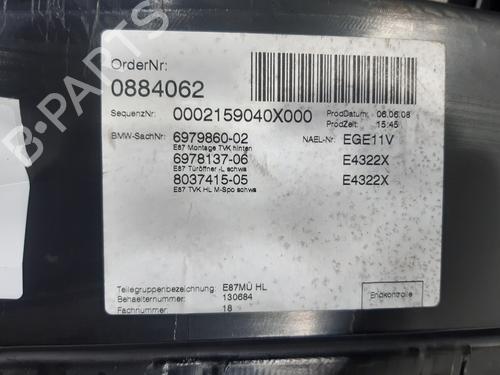 B-PARTS
OrderNr:
0884062
SequenzNr: 0002159040X000 ProdDatum: 06.06.08
ProdZeit: 15:45
BMW-SachNr: 6979860-02 NAEL-Nr. EGE11V
E87 Montage TVK hinten
6978137-06 E4322X
E87 Türöffner -L schwa
8037415-05 E4322X
E87 TVK HL M-Spo schwa
Teilegruppenbezeichnung: E87MÜ HL
Behaelternummer: 130684
Fachnummer: 18
Endkontrolle